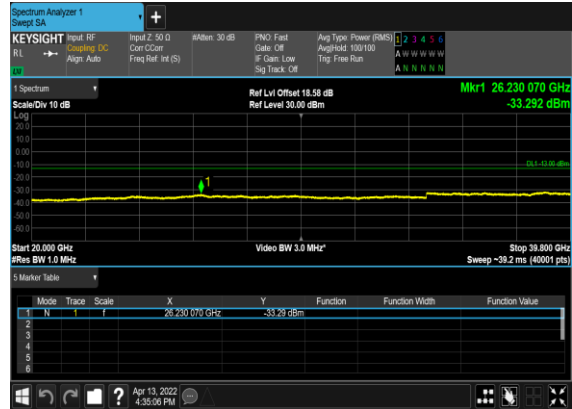 Spectrum Analyzer 1
Swept SA
+
KEYSIGHT Input: RF Input Z: 50 Ω #Atten: 30 dB PNO: Fast Avg Type: Power (RMS) 1 2 3 4 5 6
RL Coupling: DC Corr CCorr Gate: Off Avg|Hold: 100/100 A W W W W W
Align: Auto Freq Ref: Int (S) IF Gain: Low Trig: Free Run
Sig Track: Off A N N N N N
1 Spectrum Ref Lvl Offset 18.58 dB Mkr1 26.230 070 GHz
Scale/Div 10 dB Ref Level 30.00 dBm -33.292 dBm
Log
20.0
10.0
0.00
-10.0 DL1 -13.00 dBm
-20.0
1
-30.0
-40.0
-50.0
-60.0
Start 20.000 GHz Video BW 3.0 MHz* Stop 39.800 GHz
#Res BW 1.0 MHz Sweep ~39.2 ms (40001 pts)
5 Marker Table
Mode Trace Scale X Y Function Function Width Function Value
1 N 1 f 26.230 070 GHz -33.29 dBm
2
3
4
5
6
? Apr 13, 2022
4:35:06 PM